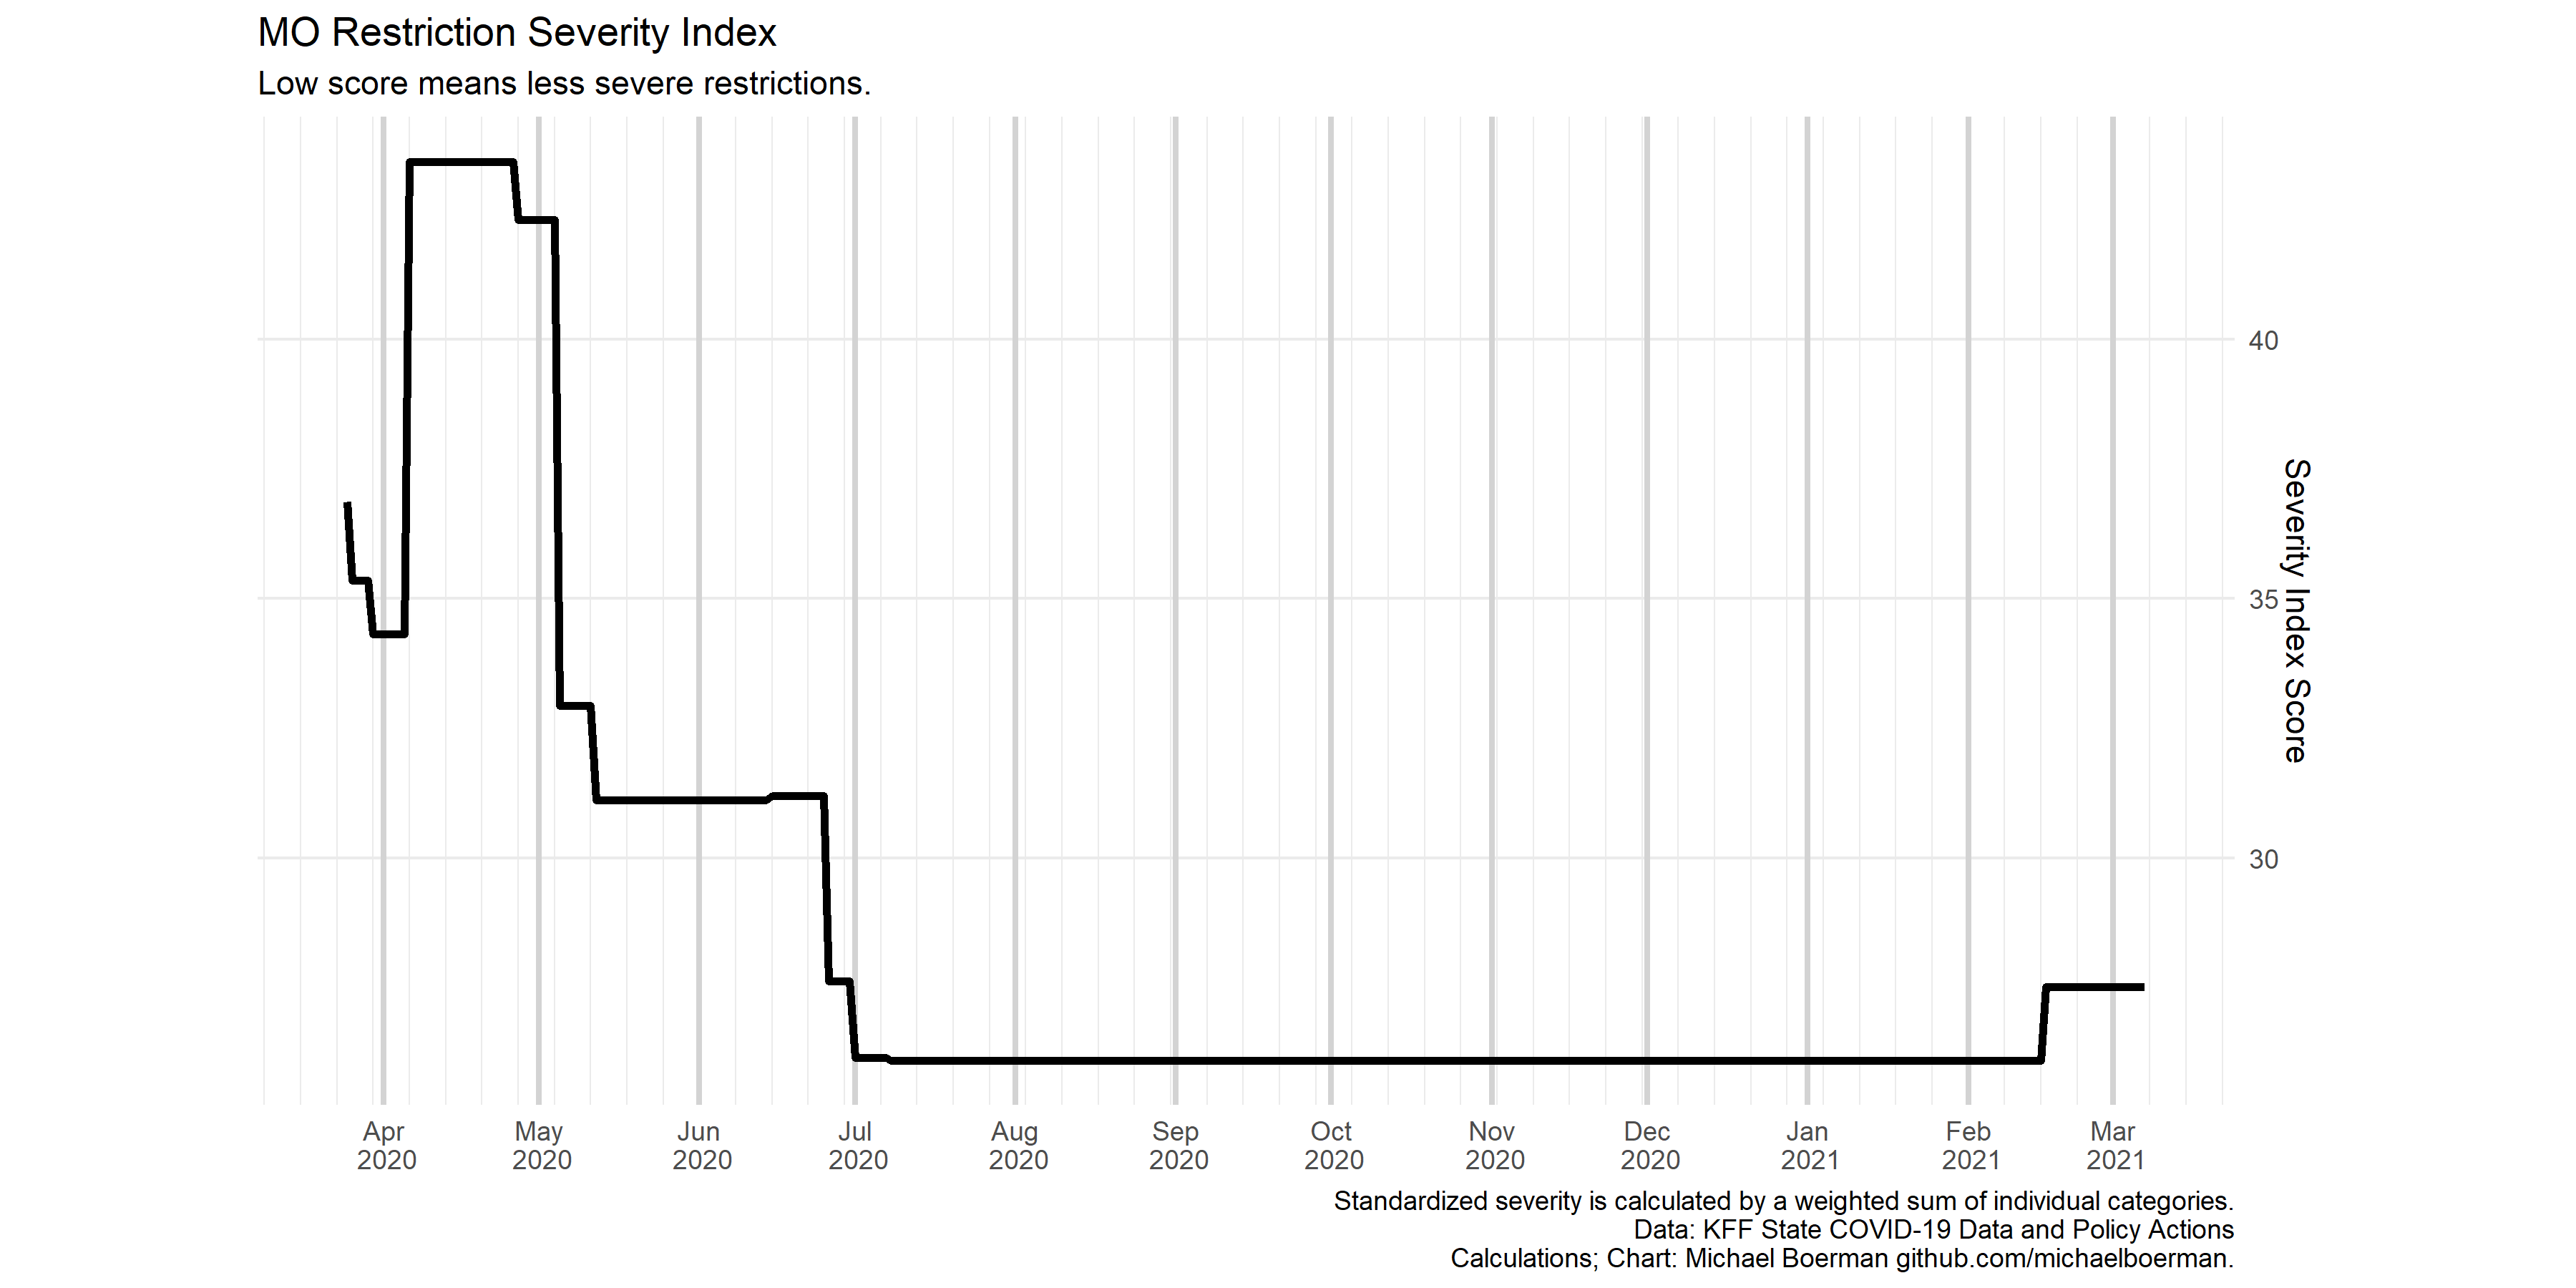 MO Restriction Severity Index
Low score means less severe restrictions.
40
35
30
Severity Index Score
Apr
2020
May
2020
Jun
2020
Jul
2020
Aug
2020
Sep
2020
Oct
2020
Nov
2020
Dec
2020
Jan
2021
Feb
2021
Mar
2021
Standardized severity is calculated by a weighted sum of individual categories.
Data: KFF State COVID-19 Data and Policy Actions
Calculations; Chart: Michael Boerman github.com/michaelboerman.